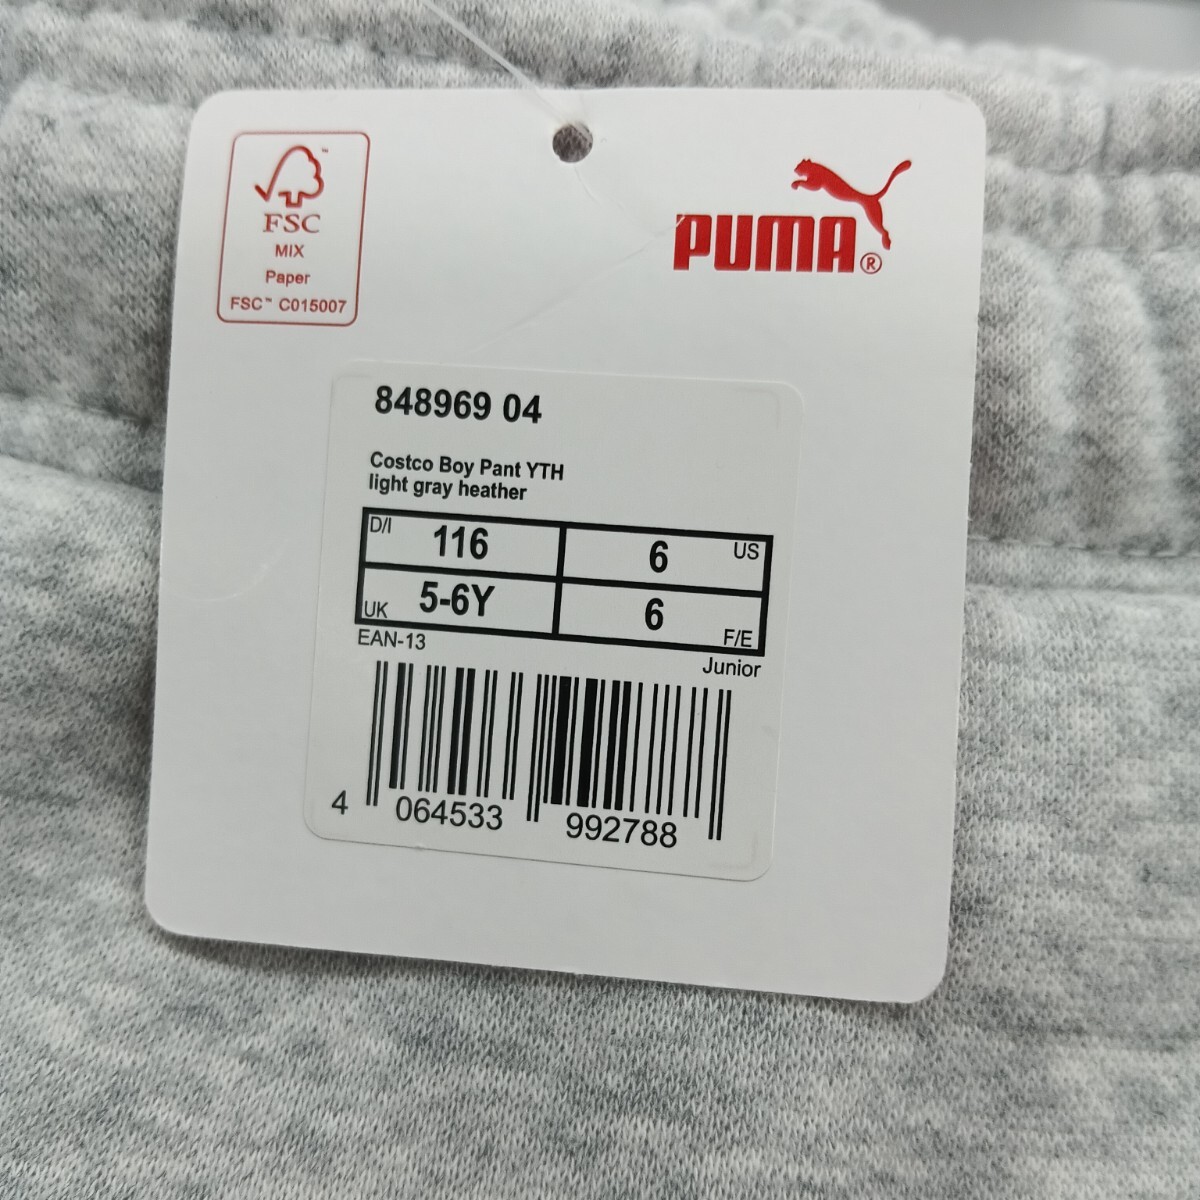 FSC™
MIX
Paper
FSC™ C015007
PUMA®
848969 04
Costco Boy Pant YTH
light gray heather
D/I 116 6 US
UK 5-6Y 6 F/E
EAN-13
Junior
4 064533 992788